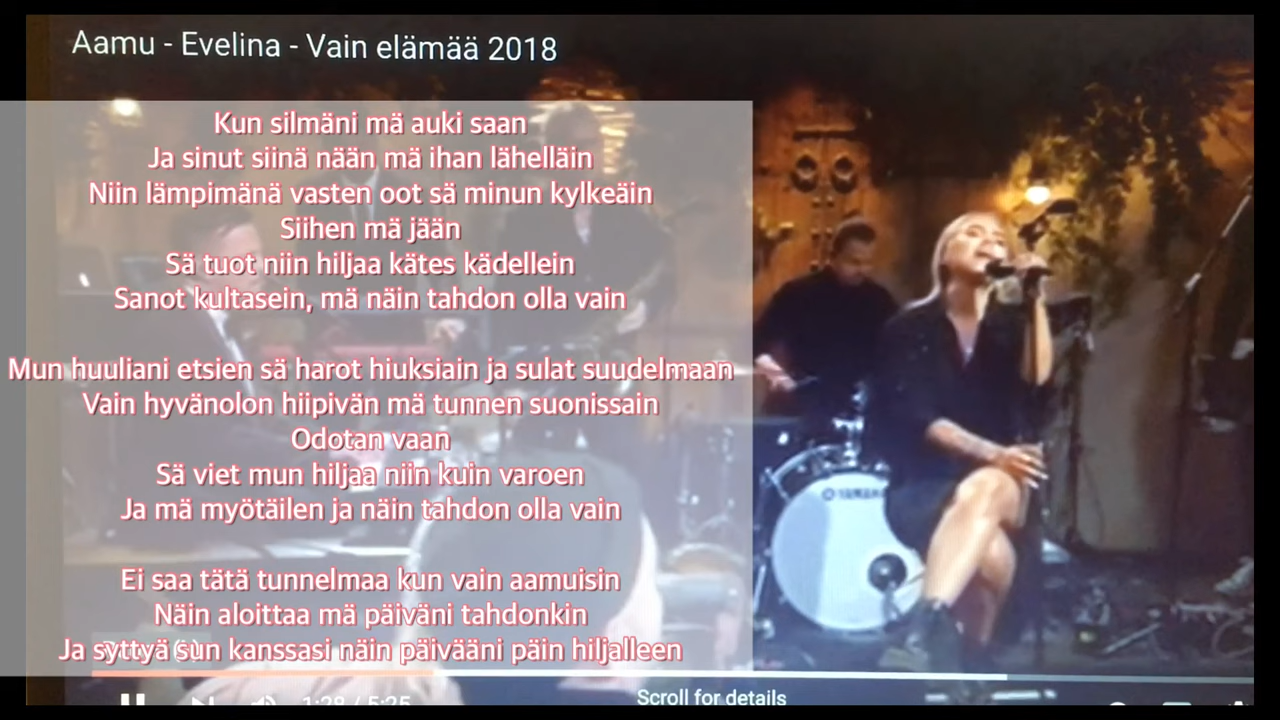 Aamu - Evelina - Vain elämää 2018
Kun silmäni mä auki saan
Ja sinut siinä nään mä ihan lähelläin
Niin lämpimänä vasten oot sä minun kylkeäin
Siihen mä jään
Sä tuot niin hiljaa kätes kädellein
Sanot kultasein, mä näin tahdon olla vain
Mun huuliani etsien sä harot hiuksiain ja sulat suudelmaan
Vain hyvänolon hiipivän mä tunnen suonissain
Odotan vaan
Sä viet mun hiljaa niin kuin varoen
Ja mä myötäilen ja näin tahdon olla vain
Ei saa tätä tunnelmaa kun vain aamuisin
Näin aloittaa mä päiväni tahdonkin
Ja syttyä sun kanssasi näin päivääni päin hiljalleen
YAMAHA
1:28 / 5:25
Scroll for details